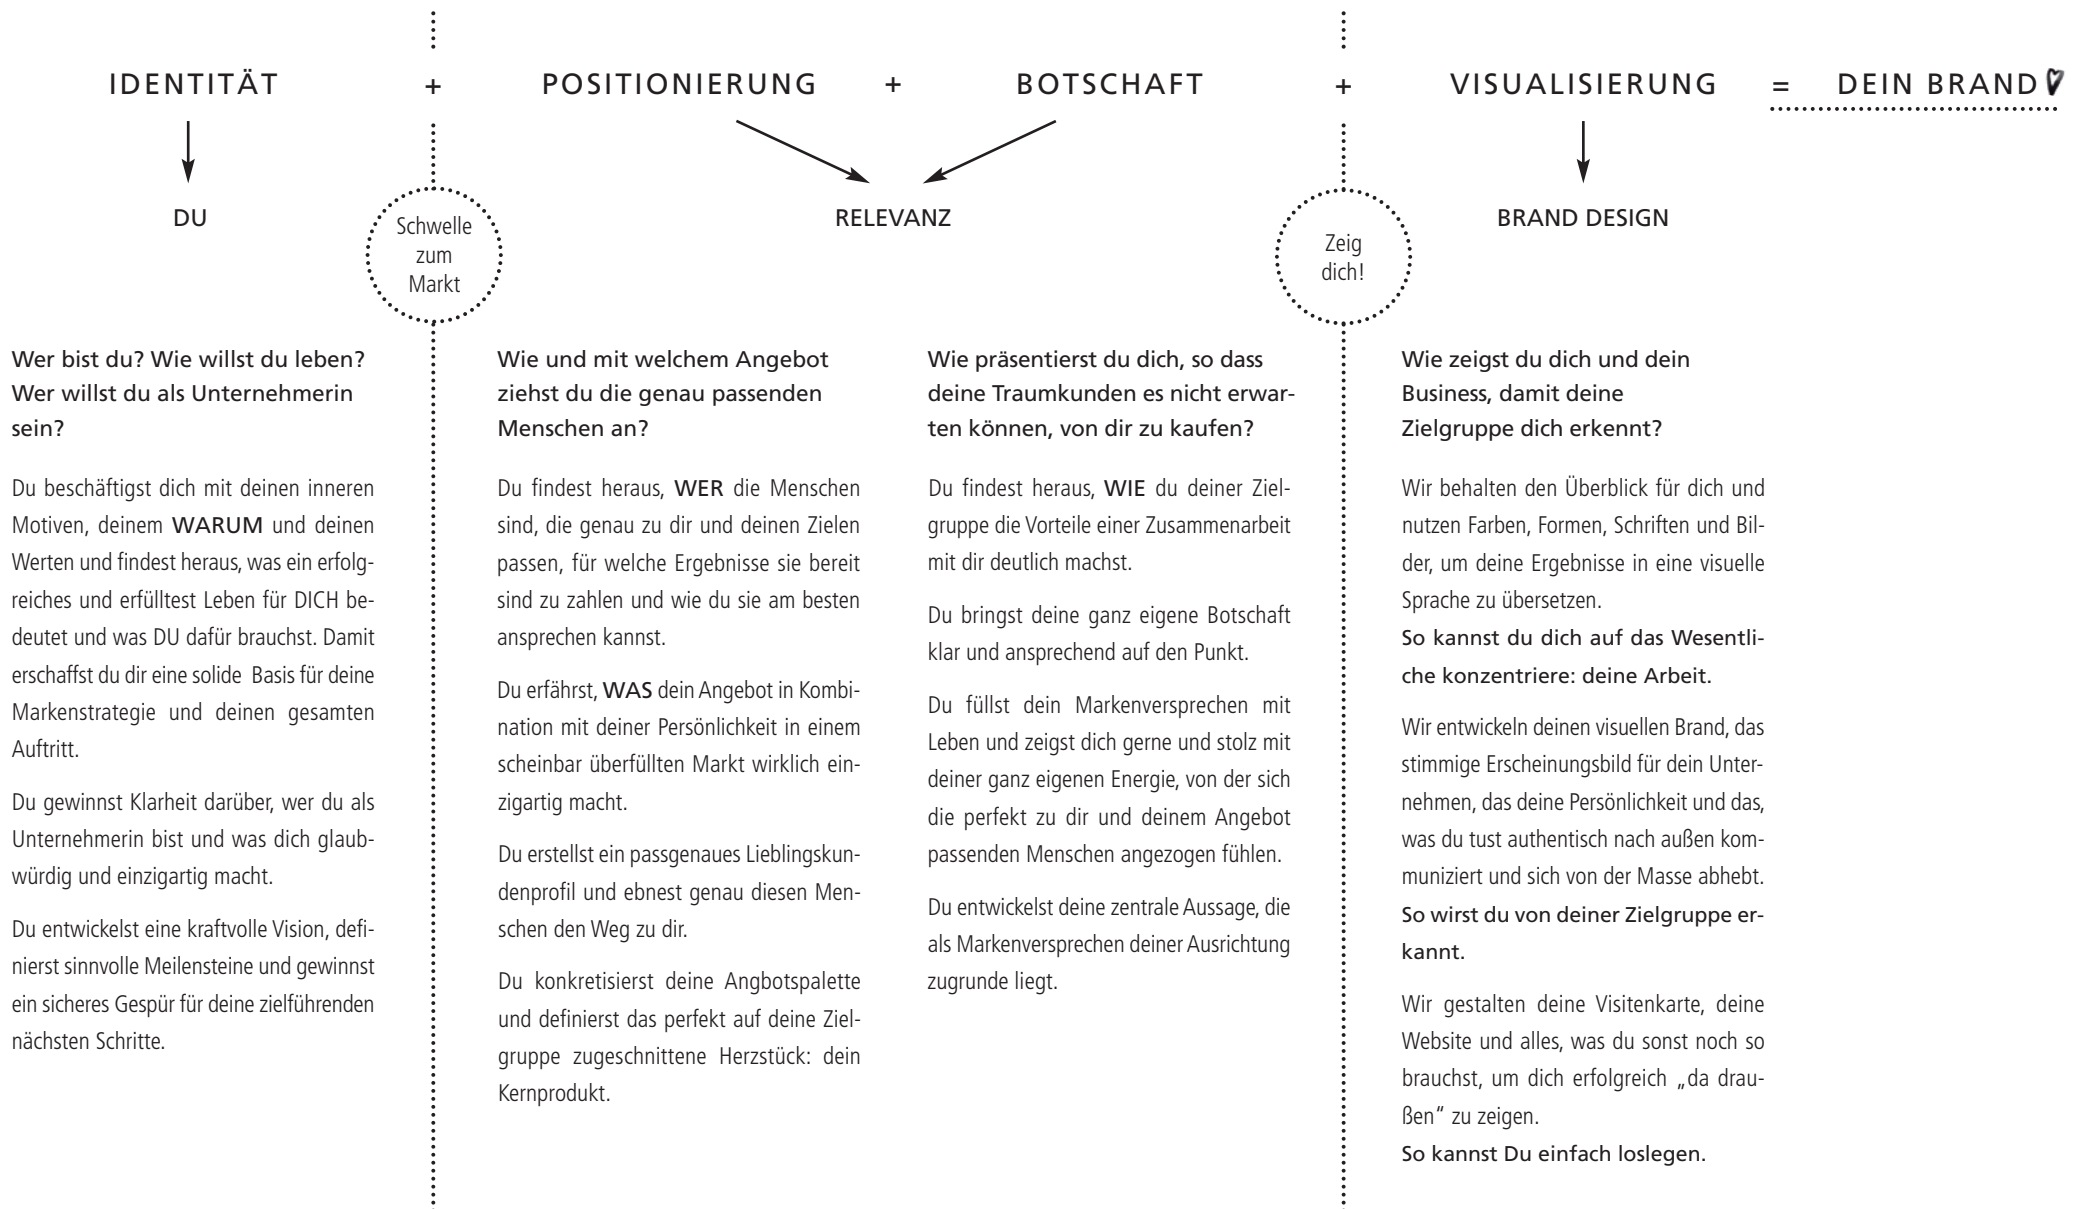 IDENTITÄT + POSITIONIERUNG + BOTSCHAFT + VISUALISIERUNG = DEIN BRAND
DU
Schwelle
zum
Markt
RELEVANZ
Zeig
dich!
BRAND DESIGN
Wer bist du? Wie willst du leben?
Wer willst du als Unternehmerin
sein?
Du beschäftigst dich mit deinen inneren
Motiven, deinem WARUM und deinen
Werten und findest heraus, was ein erfolg-
reiches und erfülltest Leben für DICH be-
deutet und was DU dafür brauchst. Damit
erschaffst du dir eine solide Basis für deine
Markenstrategie und deinen gesamten
Auftritt.
Du gewinnst Klarheit darüber, wer du als
Unternehmerin bist und was dich glaub-
würdig und einzigartig macht.
Du entwickelst eine kraftvolle Vision, defi-
nierst sinnvolle Meilensteine und gewinnst
ein sicheres Gespür für deine zielführenden
nächsten Schritte.
Wie und mit welchem Angebot
ziehst du die genau passenden
Menschen an?
Du findest heraus, WER die Menschen
sind, die genau zu dir und deinen Zielen
passen, für welche Ergebnisse sie bereit
sind zu zahlen und wie du sie am besten
ansprechen kannst.
Du erfährst, WAS dein Angebot in Kombi-
nation mit deiner Persönlichkeit in einem
scheinbar überfüllten Markt wirklich ein-
zigartig macht.
Du erstellst ein passgenaues Lieblingskun-
denprofil und ebnest genau diesen Men-
schen den Weg zu dir.
Du konkretisierst deine Angbotspalette
und definierst das perfekt auf deine Ziel-
gruppe zugeschnittene Herzstück: dein
Kernprodukt.
Wie präsentierst du dich, so dass
deine Traumkunden es nicht erwar-
ten können, von dir zu kaufen?
Du findest heraus, WIE du deiner Ziel-
gruppe die Vorteile einer Zusammenarbeit
mit dir deutlich machst.
Du bringst deine ganz eigene Botschaft
klar und ansprechend auf den Punkt.
Du füllst dein Markenversprechen mit
Leben und zeigst dich gerne und stolz mit
deiner ganz eigenen Energie, von der sich
die perfekt zu dir und deinem Angebot
passenden Menschen angezogen fühlen.
Du entwickelst deine zentrale Aussage, die
als Markenversprechen deiner Ausrichtung
zugrunde liegt.
Wie zeigst du dich und dein
Business, damit deine
Zielgruppe dich erkennt?
Wir behalten den Überblick für dich und
nutzen Farben, Formen, Schriften und Bil-
der, um deine Ergebnisse in eine visuelle
Sprache zu übersetzen.
So kannst du dich auf das Wesentli-
che konzentriere: deine Arbeit.
Wir entwickeln deinen visuellen Brand, das
stimmige Erscheinungsbild für dein Unter-
nehmen, das deine Persönlichkeit und das,
was du tust authentisch nach außen kom-
muniziert und sich von der Masse abhebt.
So wirst du von deiner Zielgruppe er-
kannt.
Wir gestalten deine Visitenkarte, deine
Website und alles, was du sonst noch so
brauchst, um dich erfolgreich „da drau-
ßen“ zu zeigen.
So kannst Du einfach loslegen.